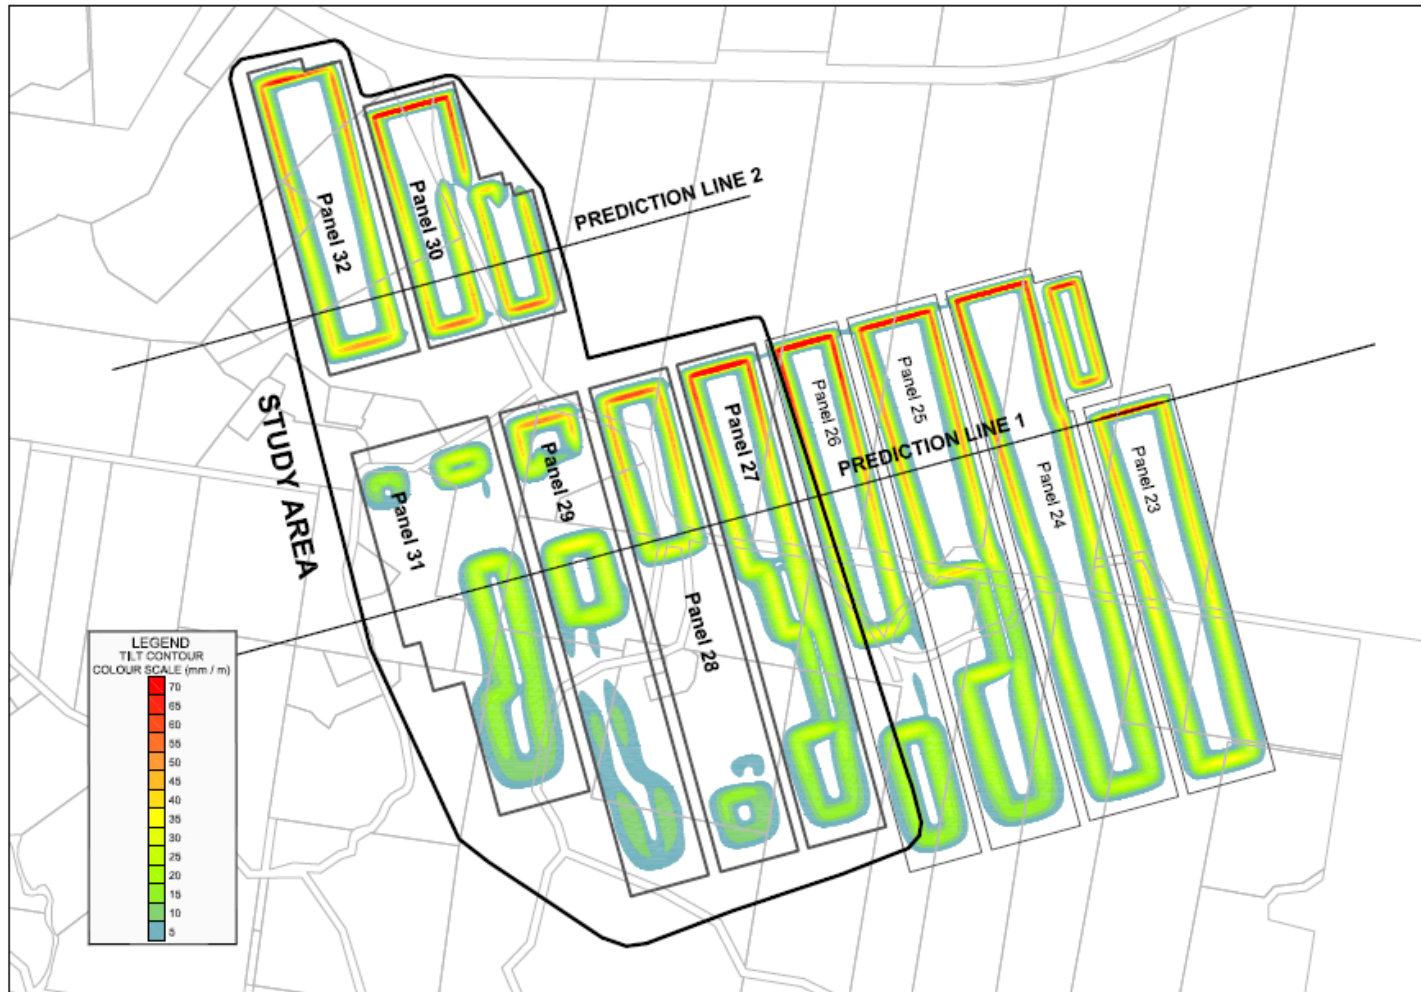 PREDICTION LINE 2
Panel 32
Panel 30
STUDY AREA
PREDICTION LINE 1
Panel 31
Panel 29
Panel 28
Panel 27
Panel 26
Panel 25
Panel 24
Panel 23
LEGEND
TILT CONTOUR
COLOUR SCALE (mm / m)
70
65
60
55
50
45
40
35
30
25
20
15
10
5